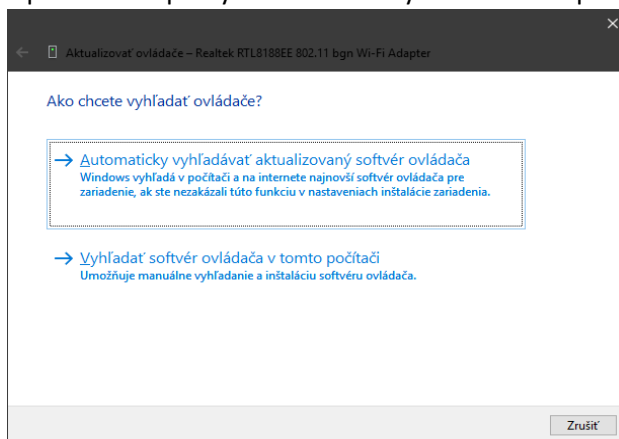 Aktualizovať ovládače – Realtek RTL8188EE 802.11 bgn Wi-Fi Adapter
Ako chcete vyhľadať ovládače?
Automaticky vyhľadávať aktualizovaný softvér ovládača
Windows vyhľadá v počítači a na internete najnovší softvér ovládača pre
zariadenie, ak ste nezakázali túto funkciu v nastaveniach inštalácie zariadenia.
Vyhľadať softvér ovládača v tomto počítači
Umožňuje manuálne vyhľadanie a inštaláciu softvéru ovládača.
Zrušiť